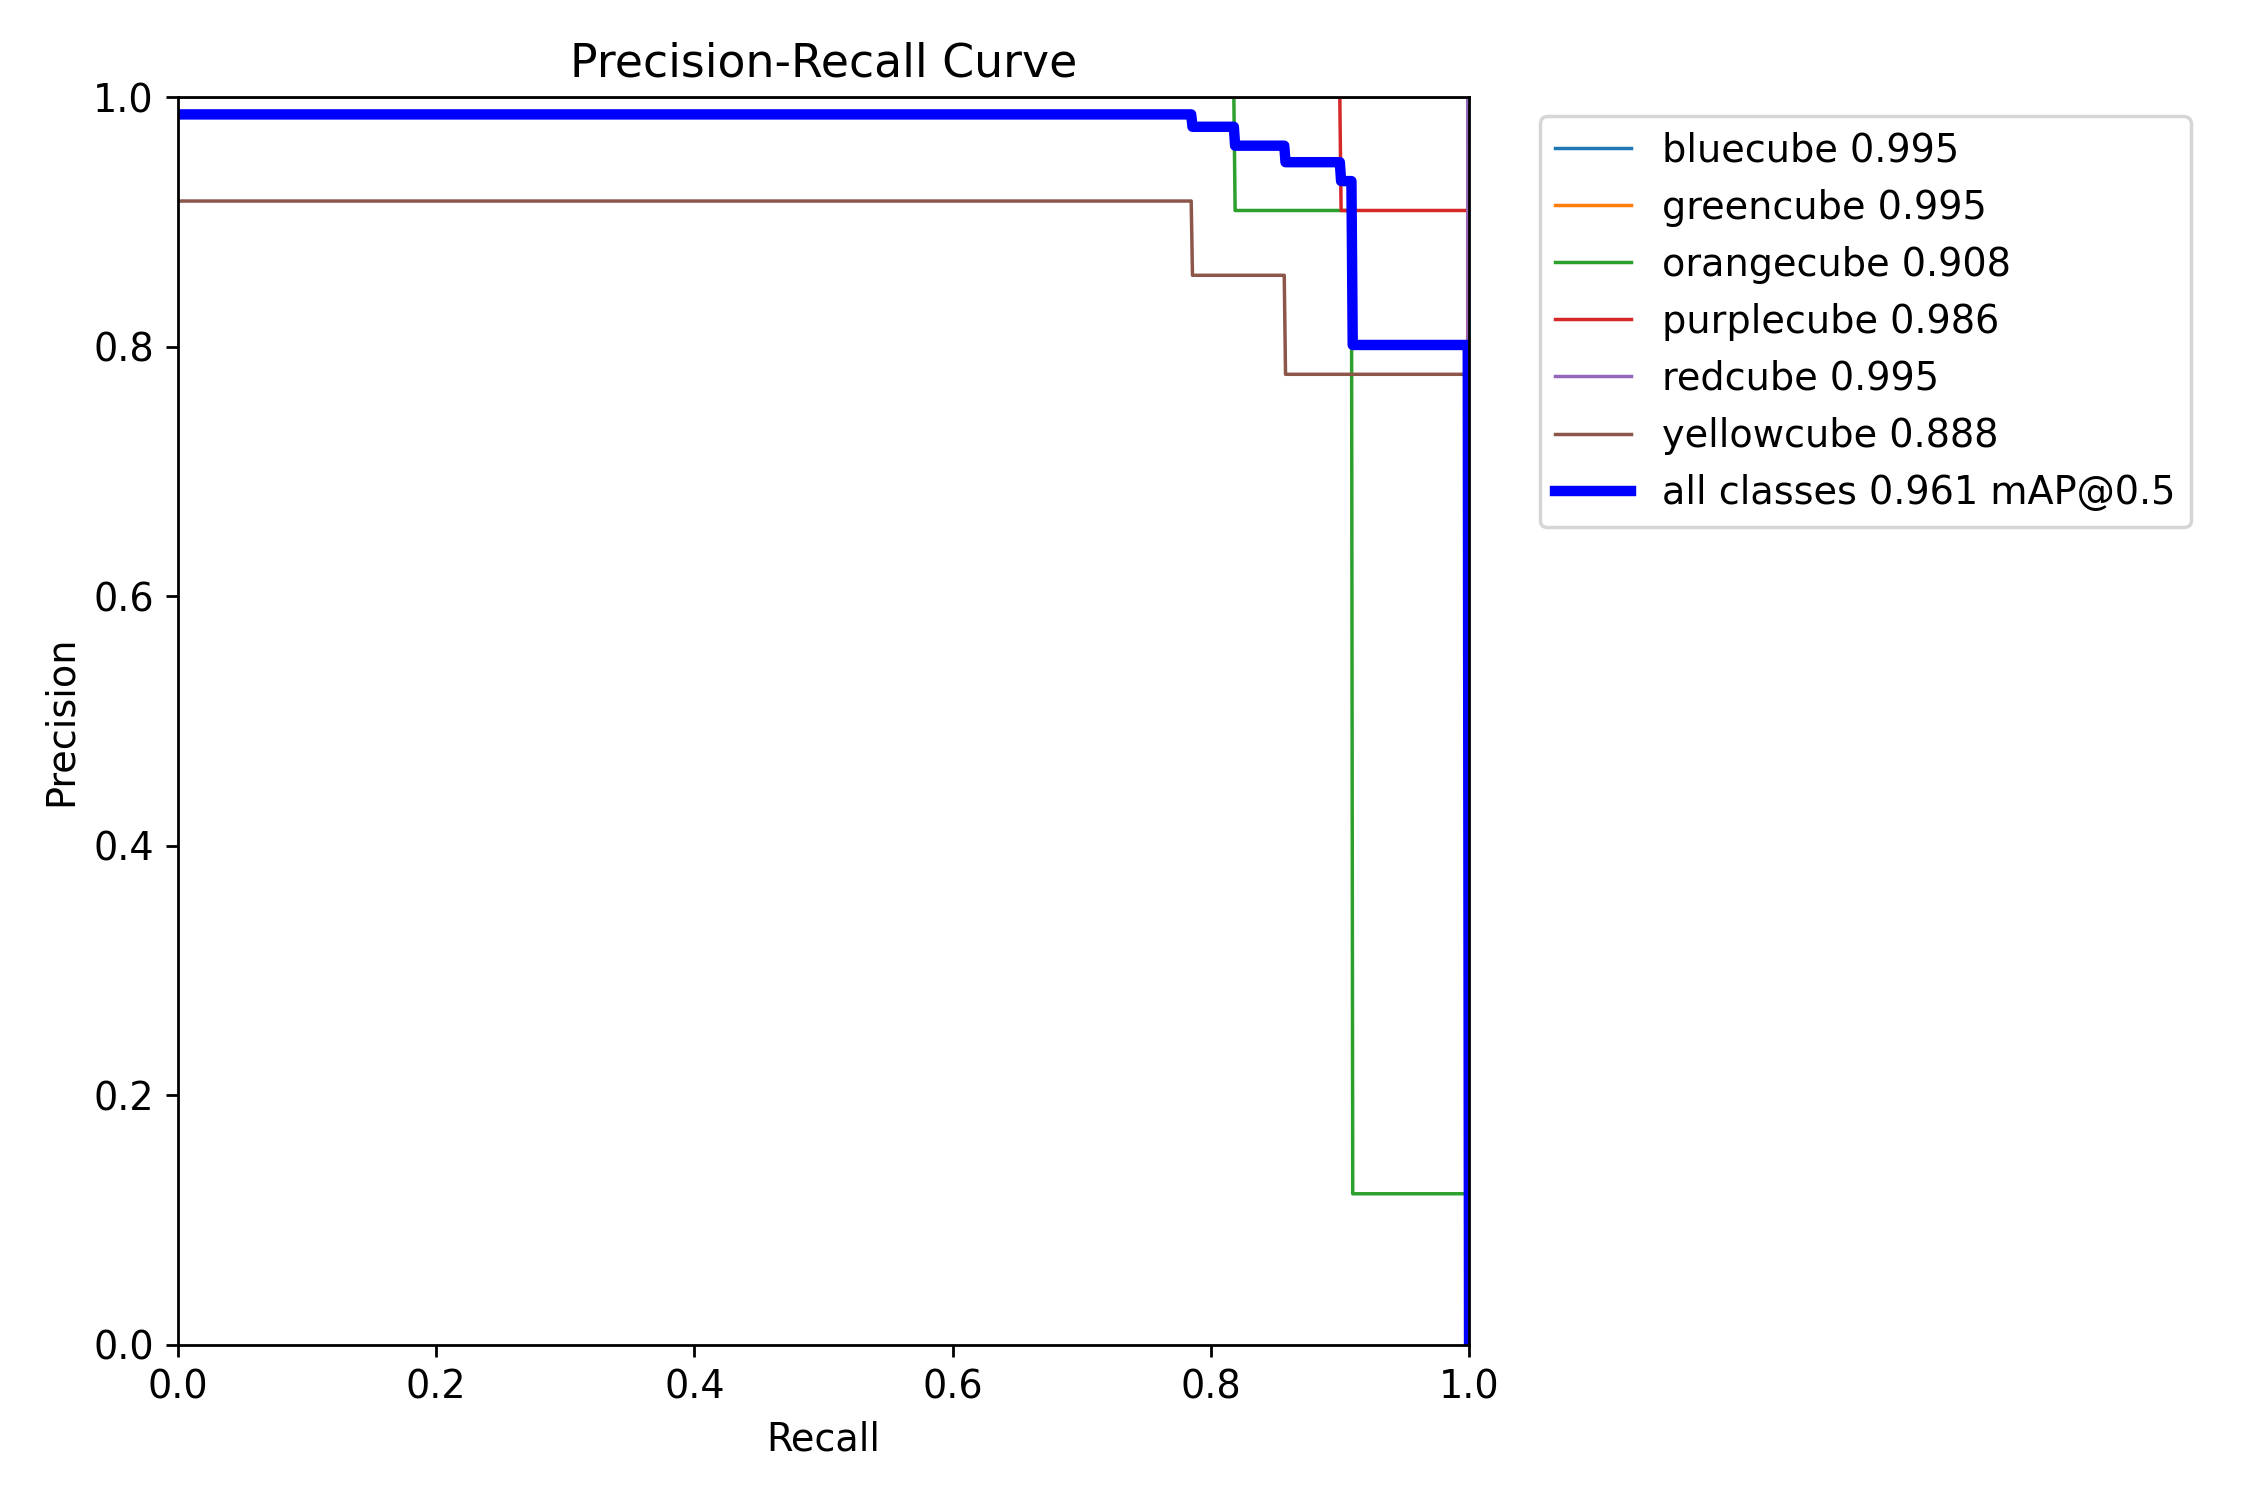 Precision-Recall Curve
1.0
0.8
0.6
0.4
0.2
0.0
Precision
0.0 0.2 0.4 0.6 0.8 1.0
Recall
bluecube 0.995
greencube 0.995
orangecube 0.908
purplecube 0.986
redcube 0.995
yellowcube 0.888
all classes 0.961 mAP@0.5